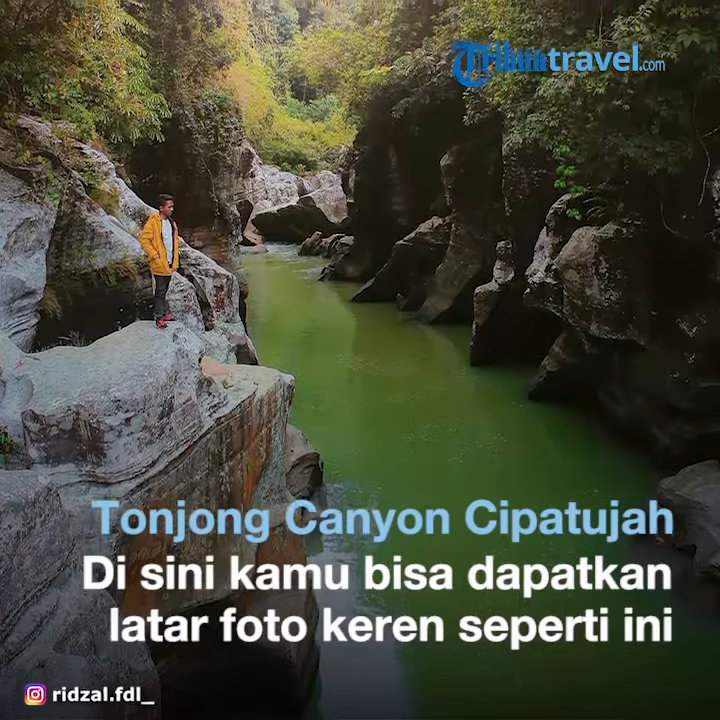 Tribuntravel.com
Tonjong Canyon Cipatujah
Di sini kamu bisa dapatkan
latar foto keren seperti ini
ridzal.fdl_